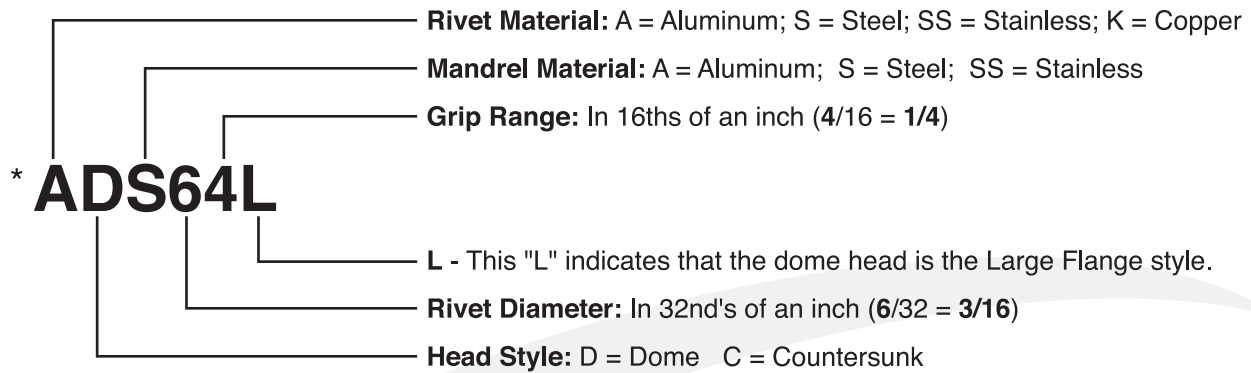 Rivet Material: A = Aluminum; S = Steel; SS = Stainless; K = Copper
Mandrel Material: A = Aluminum; S = Steel; SS = Stainless
Grip Range: In 16ths of an inch (4/16 = 1/4)
* ADS64L
L - This "L" indicates that the dome head is the Large Flange style.
Rivet Diameter: In 32nd's of an inch (6/32 = 3/16)
Head Style: D = Dome C = Countersunk